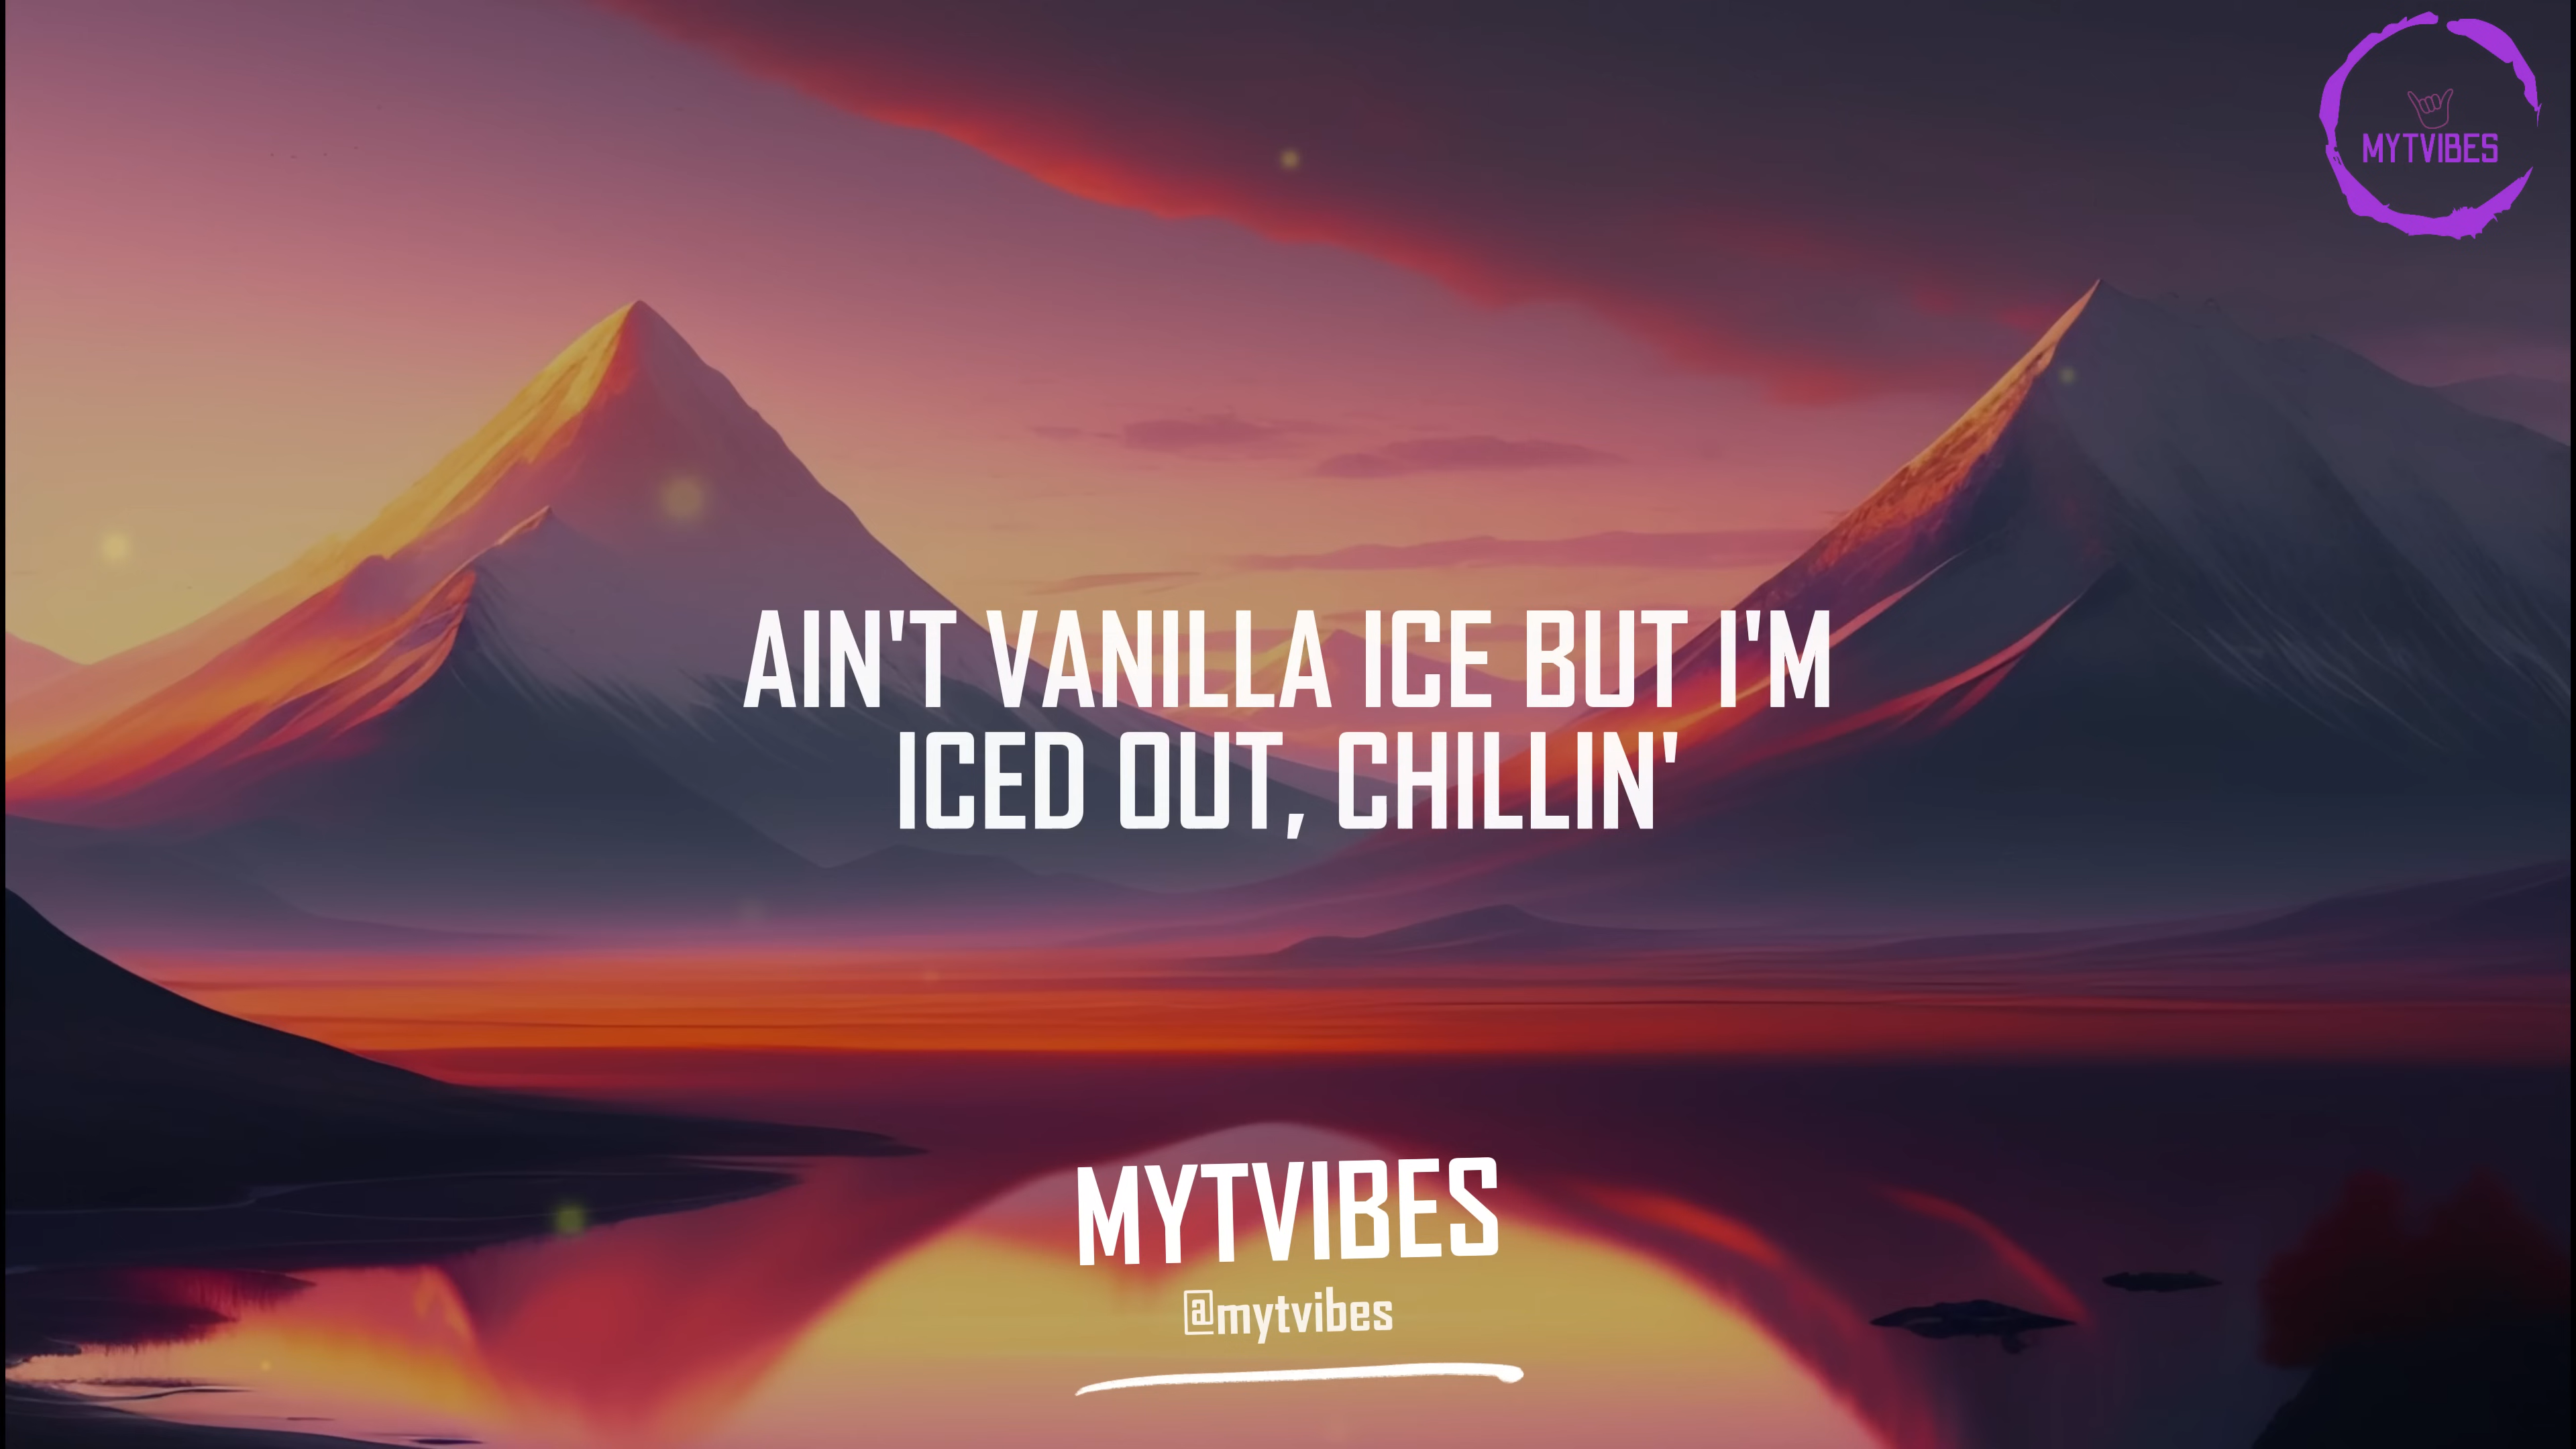 MYTVIBES
AIN'T VANILLA ICE BUT I'M
ICED OUT, CHILLIN'
MYTVIBES
@mytvibes